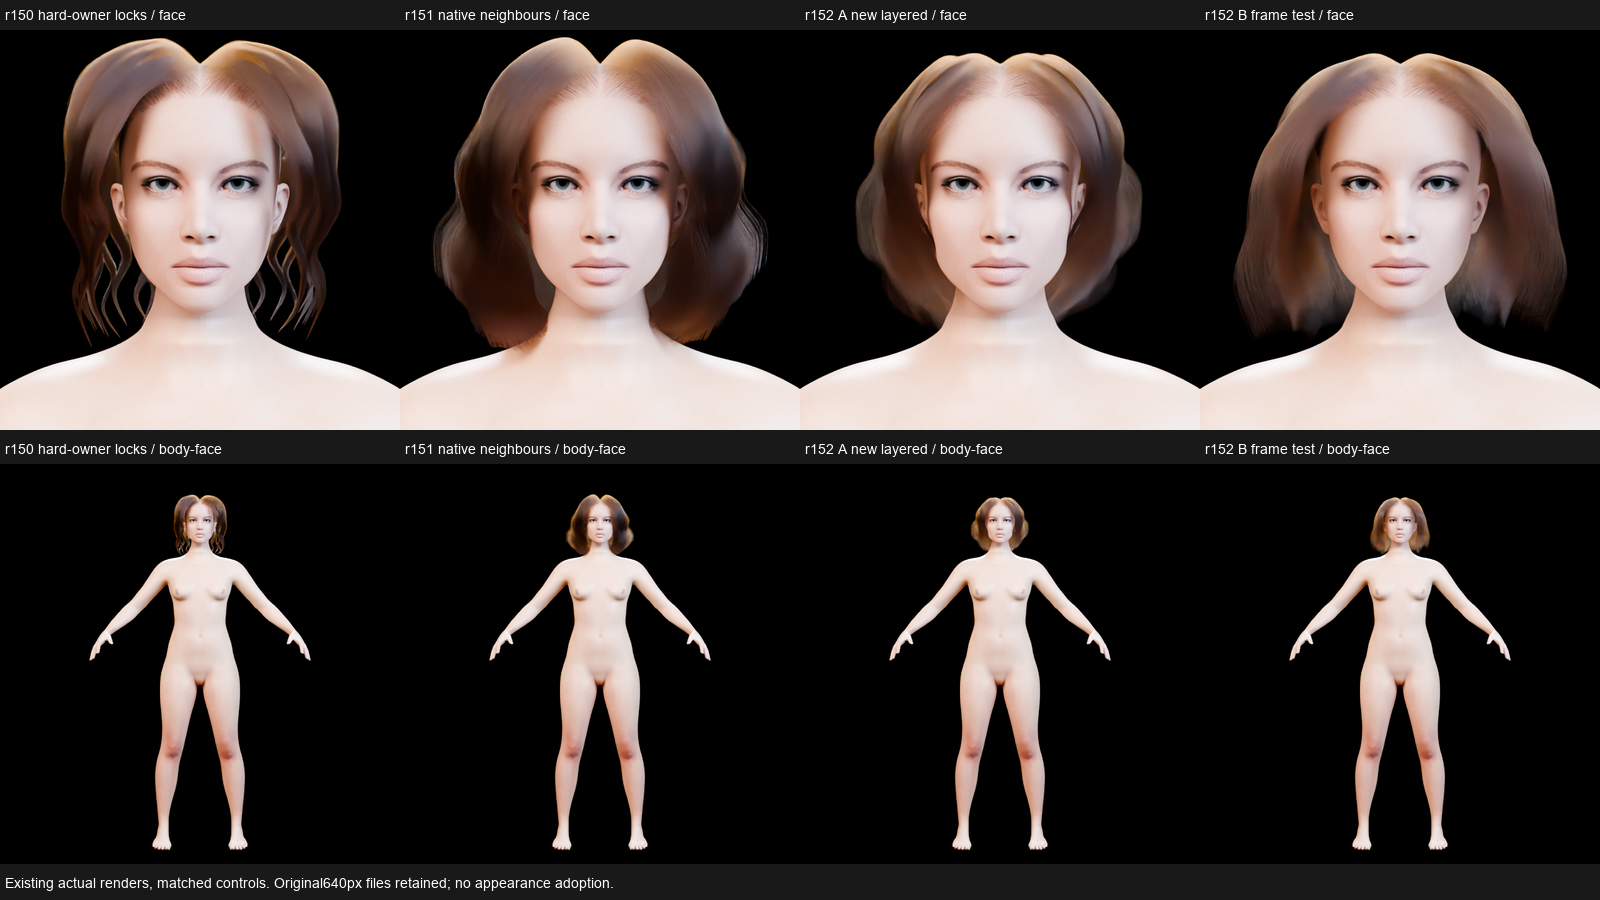 r150 hard-owner locks / face
r151 native neighbours / face
r152 A new layered / face
r152 B frame test / face
r150 hard-owner locks / body-face
r151 native neighbours / body-face
r152 A new layered / body-face
r152 B frame test / body-face
Existing actual renders, matched controls. Original640px files retained; no appearance adoption.